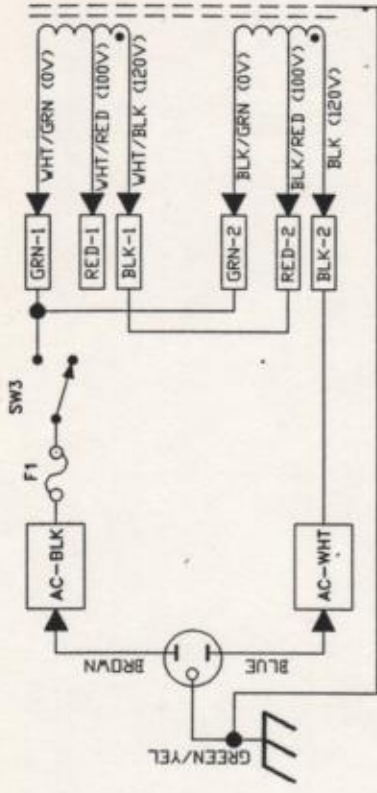 WHT/GRN (0V)
WHT/RED (100V)
WHT/BLK (120V)
BLK/GRN (0V)
BLK/RED (100V)
BLK (120V)
GRN-1
RED-1
BLK-1
GRN-2
RED-2
BLK-2
SW3
F1
AC-BLK
AC-WHT
BROWN
BLUE
GREEN/YEL